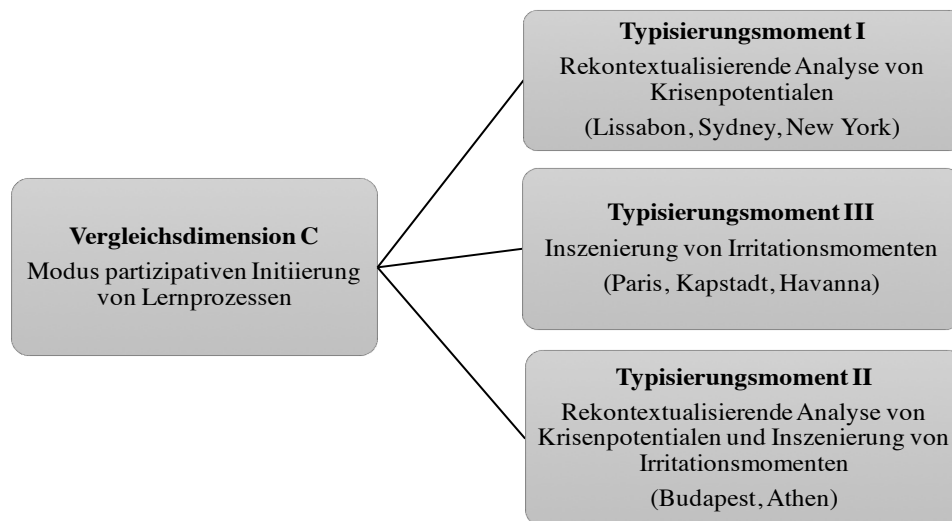 Vergleichsdimension C
Modus partizipativen Initiierung
von Lernprozessen
Typisierungsmoment I
Rekontextualisierende Analyse von
Krisenpotentialen
(Lissabon, Sydney, New York)
Typisierungsmoment III
Inszenierung von Irritationsmomenten
(Paris, Kapstadt, Havanna)
Typisierungsmoment II
Rekontextualisierende Analyse von
Krisenpotentialen und Inszenierung von
Irritationsmomenten
(Budapest, Athen)